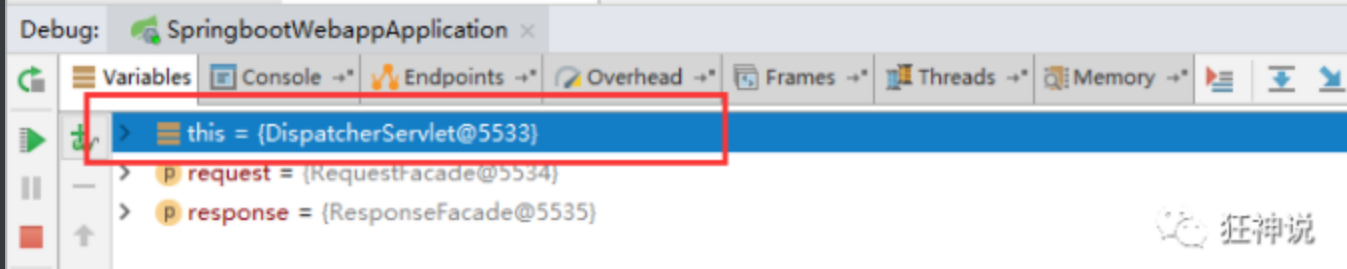 Debug: SpringbootWebappApplication ×
Variables Console →* Endpoints →* Overhead →* Frames →* Threads →* Memory →*
> this = {DispatcherServlet@5533}
> p request = {RequestFacade@5534}
> p response = {ResponseFacade@5535}
狂神说